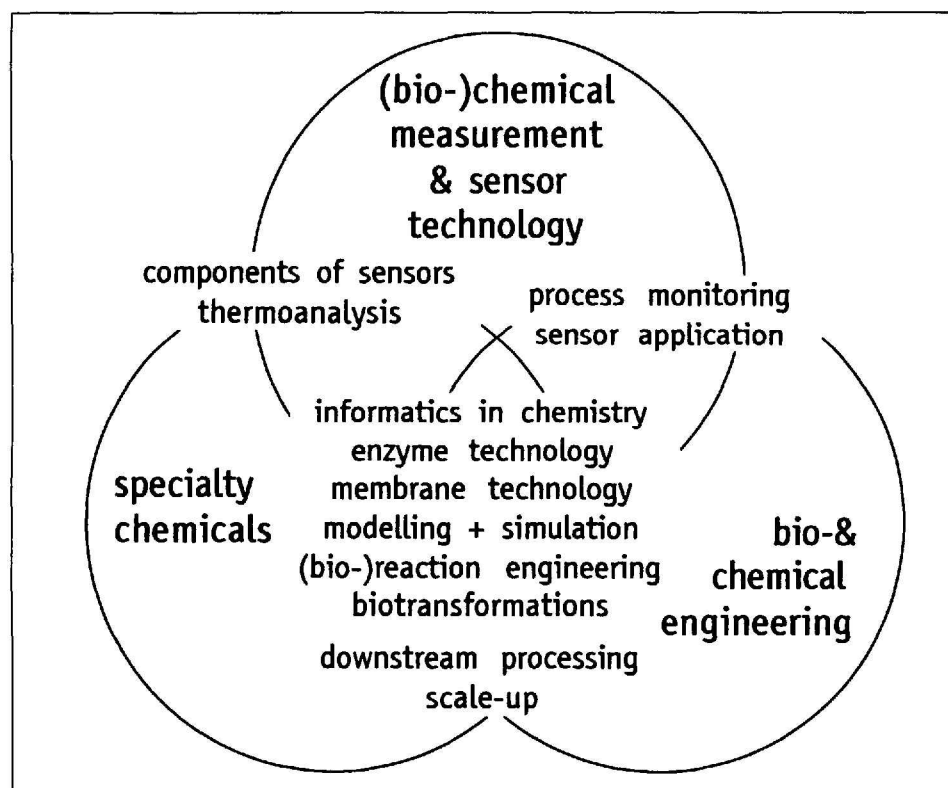 (bio-)chemical
measurement
& sensor
technology
components of sensors
thermoanalysis
process monitoring
sensor application
informatics in chemistry
enzyme technology
membrane technology
modelling + simulation
(bio-)reaction engineering
biotransformations
specialty
chemicals
bio-&
chemical
engineering
downstream processing
scale-up